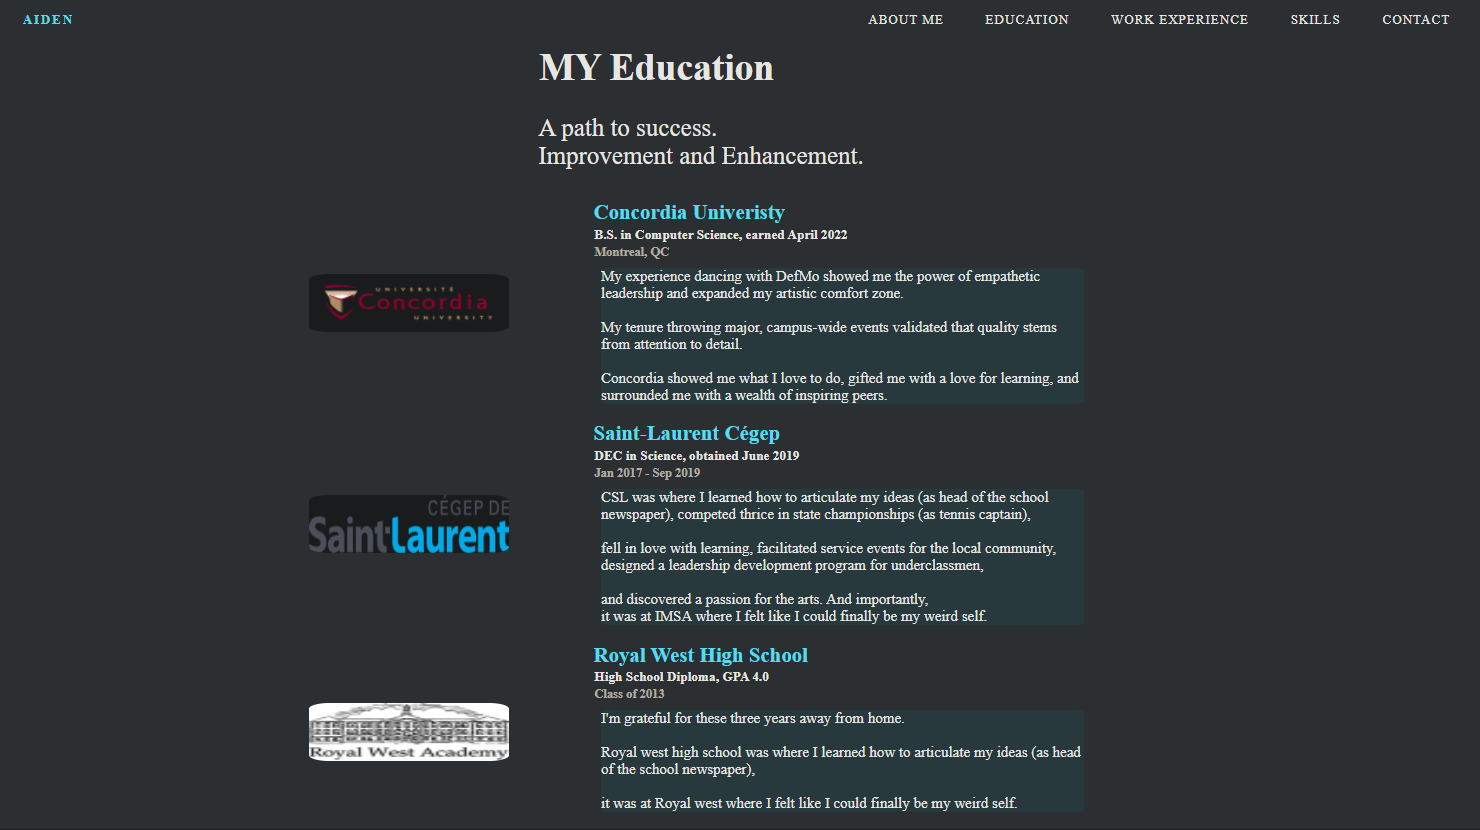 AIDEN
ABOUT ME
EDUCATION
WORK EXPERIENCE
SKILLS
CONTACT
MY Education
A path to success.
Improvement and Enhancement.
Concordia Univeristy
B.S. in Computer Science, earned April 2022
Montreal, QC
UNIVERSITÉ
Concordia
UNIVERSITY
My experience dancing with DefMo showed me the power of empathetic
leadership and expanded my artistic comfort zone.
My tenure throwing major, campus-wide events validated that quality stems
from attention to detail.
Concordia showed me what I love to do, gifted me with a love for learning, and
surrounded me with a wealth of inspiring peers.
Saint-Laurent Cégep
DEC in Science, obtained June 2019
Jan 2017 - Sep 2019
CÉGEP DE
Saint-Laurent
CSL was where I learned how to articulate my ideas (as head of the school
newspaper), competed thrice in state championships (as tennis captain),
fell in love with learning, facilitated service events for the local community,
designed a leadership development program for underclassmen,
and discovered a passion for the arts. And importantly,
it was at IMSA where I felt like I could finally be my weird self.
Royal West High School
High School Diploma, GPA 4.0
Class of 2013
Royal West Academy
I'm grateful for these three years away from home.
Royal west high school was where I learned how to articulate my ideas (as head
of the school newspaper),
it was at Royal west where I felt like I could finally be my weird self.